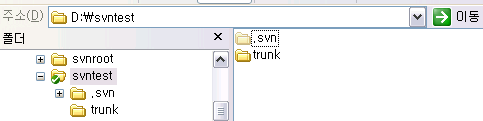 주소(D) D:₩svntest 이동
폴더
svnroot
svntest
.svn
trunk
.svn
trunk